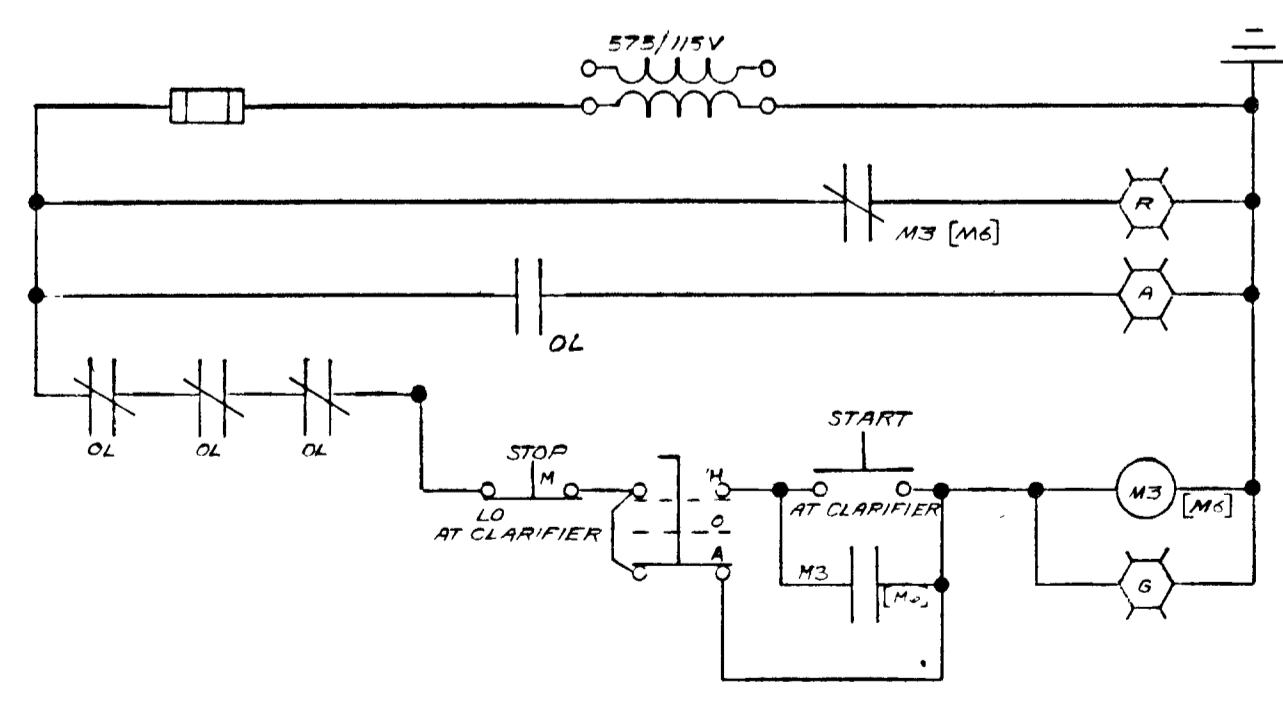 575/115V
R
M3 [M6]
A
OL
OL OL OL
START
STOP
M
H
M3
[M6]
LO
AT CLARIFIER
AT CLARIFIER
O
A
M3
G